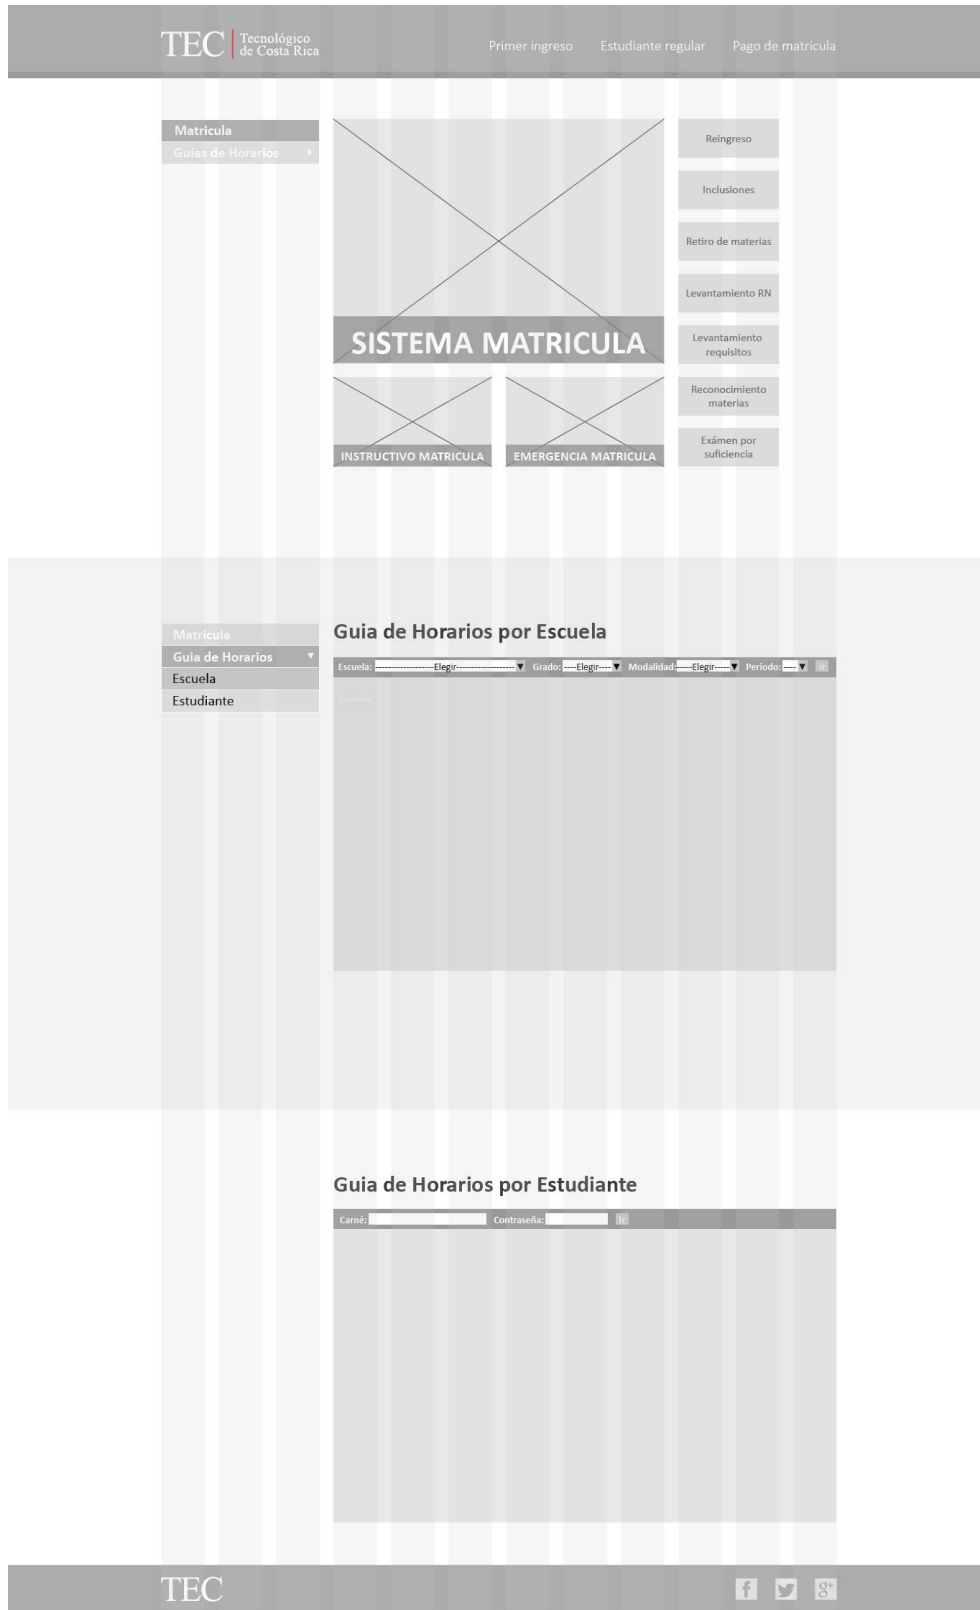 TEC Tecnológico
de Costa Rica
Primer ingreso Estudiante regular Pago de matricula
Matricula
Guias de Horarios
SISTEMA MATRICULA
INSTRUCTIVO MATRICULA
EMERGENCIA MATRICULA
Reingreso
Inclusiones
Retiro de materias
Levantamiento RN
Levantamiento
requisitos
Reconocimiento
materias
Exámen por
suficiencia
Matricula
Guia de Horarios
Escuela
Estudiante
Guia de Horarios por Escuela
Escuela: -------------------Elegir------------------- Grado: ----Elegir---- Modalidad:-----Elegir----- Periodo: ---- Ir
Guia de Horarios por Estudiante
Carné: Contraseña: Ir
TEC
f g+